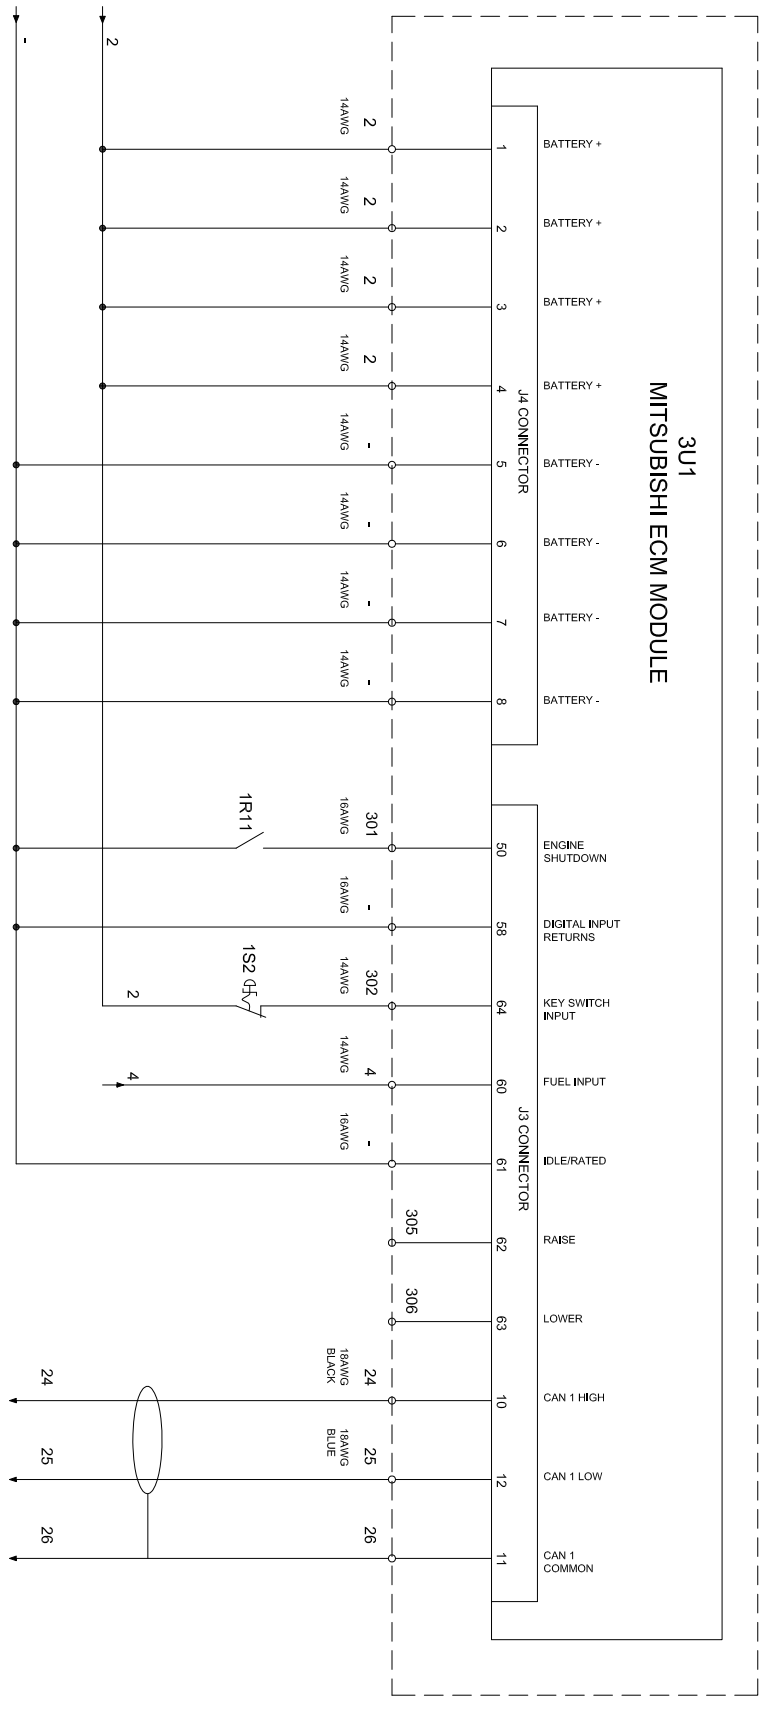 -
2
3U1
MITSUBISHI ECM MODULE
J4 CONNECTOR
14AWG
2
1
BATTERY +
14AWG
2
2
BATTERY +
14AWG
2
3
BATTERY +
14AWG
2
4
BATTERY +
14AWG
-
5
BATTERY -
14AWG
-
6
BATTERY -
14AWG
-
7
BATTERY -
14AWG
-
8
BATTERY -
J3 CONNECTOR
1R11
16AWG
301
50
ENGINE
SHUTDOWN
16AWG
-
58
DIGITAL INPUT
RETURNS
2
1S2
14AWG
302
64
KEY SWITCH
INPUT
4
14AWG
4
60
FUEL INPUT
16AWG
-
61
IDLE/RATED
305
62
RAISE
306
63
LOWER
24
18AWG
BLACK
24
10
CAN 1 HIGH
25
18AWG
BLUE
25
12
CAN 1 LOW
26
26
11
CAN 1
COMMON